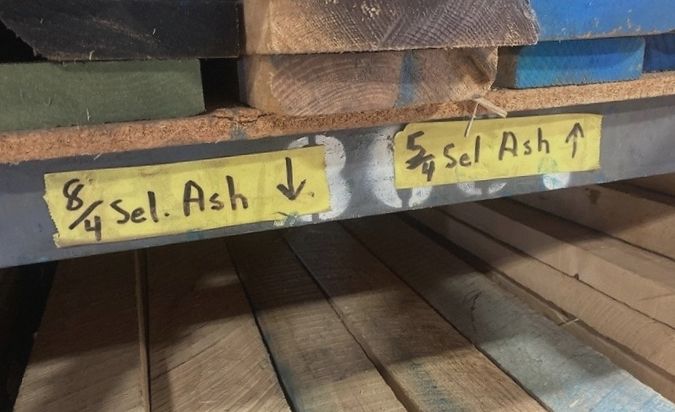 8/4 Sel. Ash ↓
5/4 Sel Ash ↑